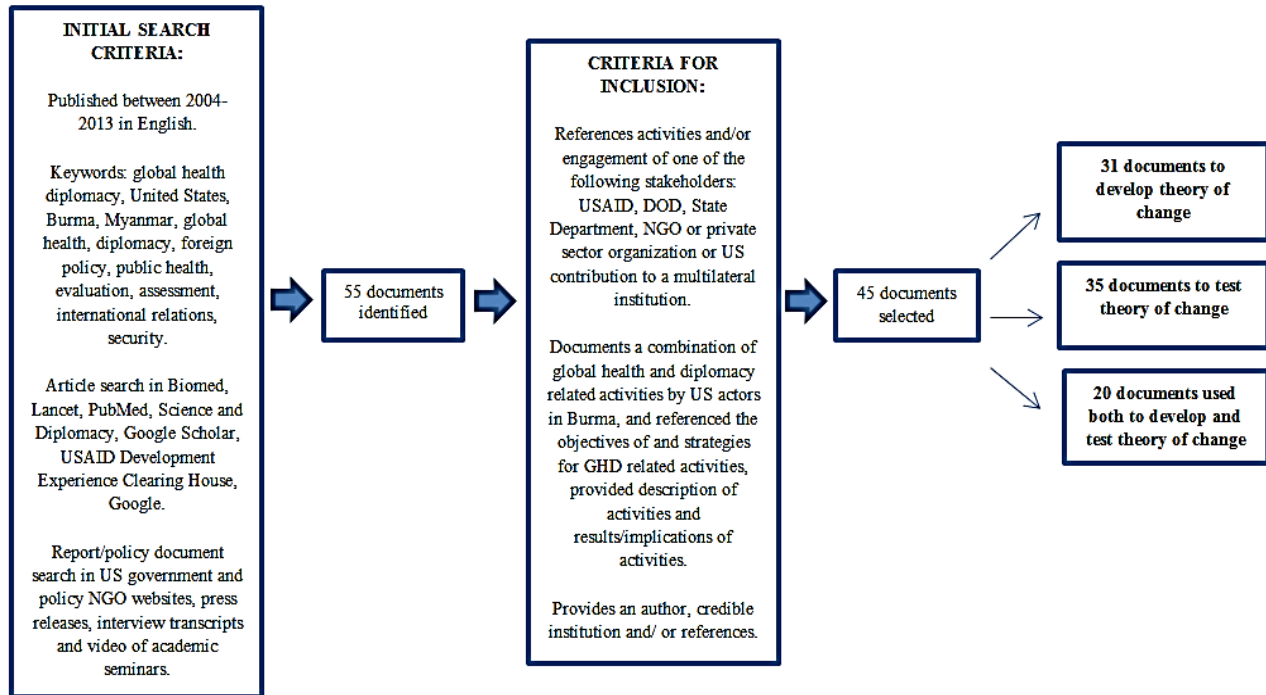 INITIAL SEARCH
CRITERIA:
Published between 2004-
2013 in English.
Keywords: global health
diplomacy, United States,
Burma, Myanmar, global
health, diplomacy, foreign
policy, public health,
evaluation, assessment,
international relations,
security.
Article search in Biomed,
Lancet, PubMed, Science and
Diplomacy, Google Scholar,
USAID Development
Experience Clearing House,
Google.
Report/policy document
search in US government and
policy NGO websites, press
releases, interview transcripts
and video of academic
seminars.
55 documents
identified
CRITERIA FOR
INCLUSION:
References activities and/or
engagement of one of the
following stakeholders:
USAID, DOD, State
Department, NGO or private
sector organization or US
contribution to a multilateral
institution.
Documents a combination of
global health and diplomacy
related activities by US actors
in Burma, and referenced the
objectives of and strategies
for GHD related activities,
provided description of
activities and
results/implications of
activities.
Provides an author, credible
institution and/ or references.
45 documents
selected
31 documents to
develop theory of
change
35 documents to test
theory of change
20 documents used
both to develop and
test theory of change